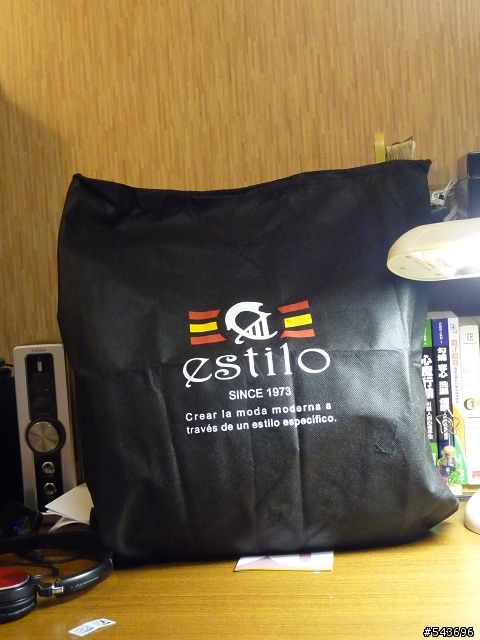 estilo
SINCE 1973
Crear la moda moderna a
través de un estilo específico.
#543696